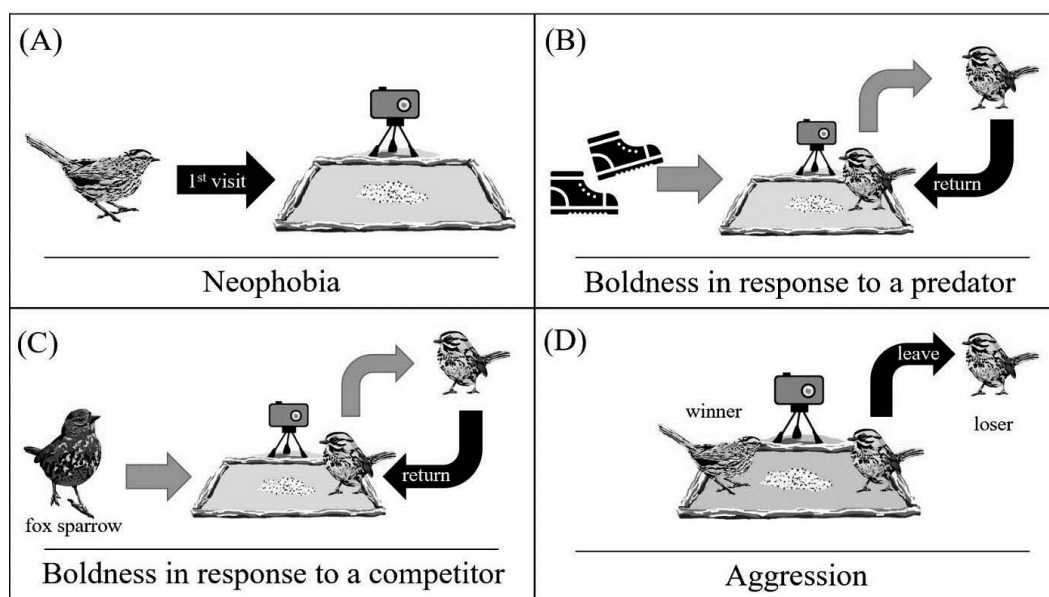 (A)
1st visit
Neophobia
(B)
return
Boldness in response to a predator
(C)
return
fox sparrow
Boldness in response to a competitor
(D)
leave
winner
loser
Aggression